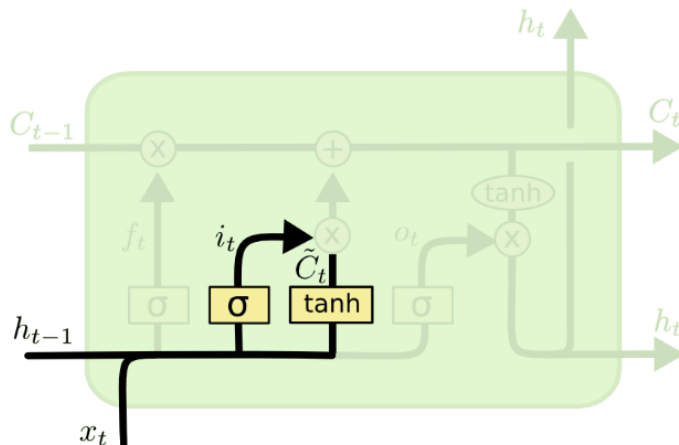 h_t
C_{t-1}
C_t
x
+
tanh
f_t
i_t
x
o_t
x
C̃_t
σ
σ
tanh
σ
h_{t-1}
h_t
x_t